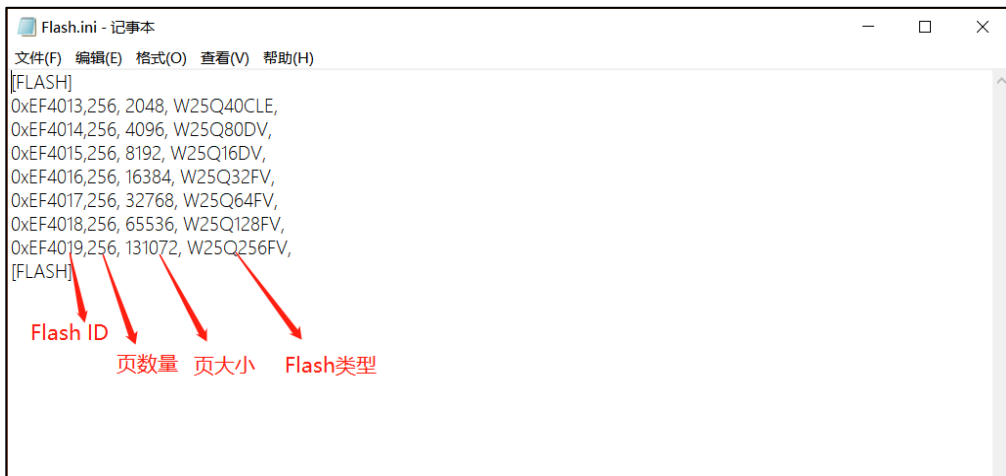 Flash.ini - 记事本
文件(F) 编辑(E) 格式(O) 查看(V) 帮助(H)
[FLASH]
0xEF4013,256, 2048, W25Q40CLE,
0xEF4014,256, 4096, W25Q80DV,
0xEF4015,256, 8192, W25Q16DV,
0xEF4016,256, 16384, W25Q32FV,
0xEF4017,256, 32768, W25Q64FV,
0xEF4018,256, 65536, W25Q128FV,
0xEF4019,256, 131072, W25Q256FV,
[FLASH]
Flash ID
页数量 页大小 Flash类型